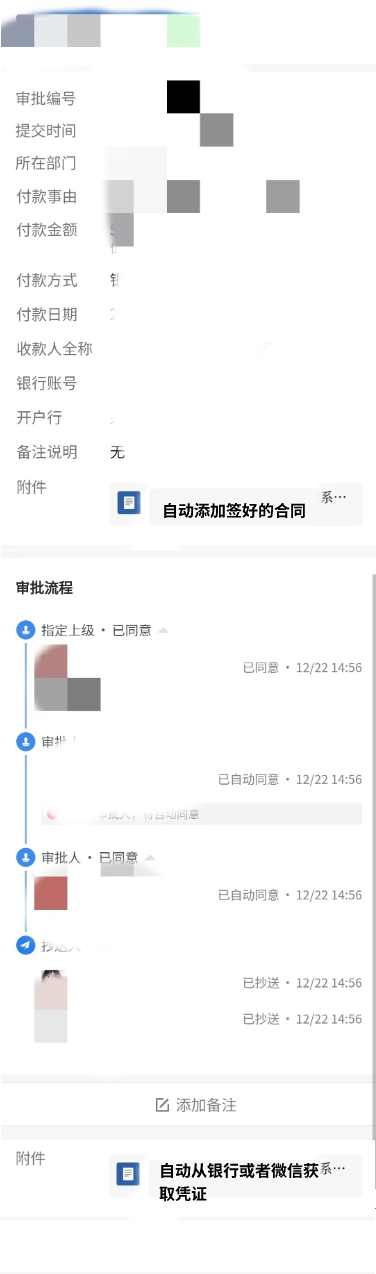 审批编号
提交时间
所在部门
付款事由
付款金额
付款方式
付款日期
收款人全称
银行账号
开户行
备注说明 无
附件
系…
自动添加签好的合同
审批流程
指定上级 · 已同意
已同意 · 12/22 14:56
审批
已自动同意 · 12/22 14:56
审批人，将自动同意
审批人 · 已同意
已自动同意 · 12/22 14:56
抄送人
已抄送 · 12/22 14:56
已抄送 · 12/22 14:56
添加备注
附件
自动从银行或者微信获 系…
取凭证